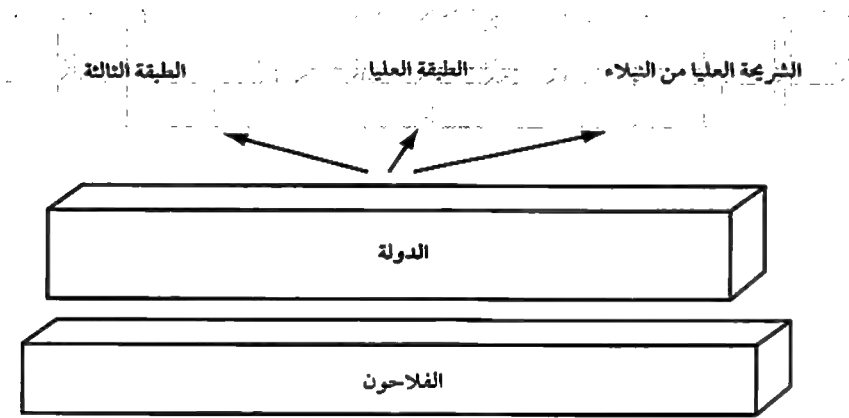 الشريحة العليا من النبلاء
الطبقة العليا
الطبقة الثالثة
الدولة
الفلاحون